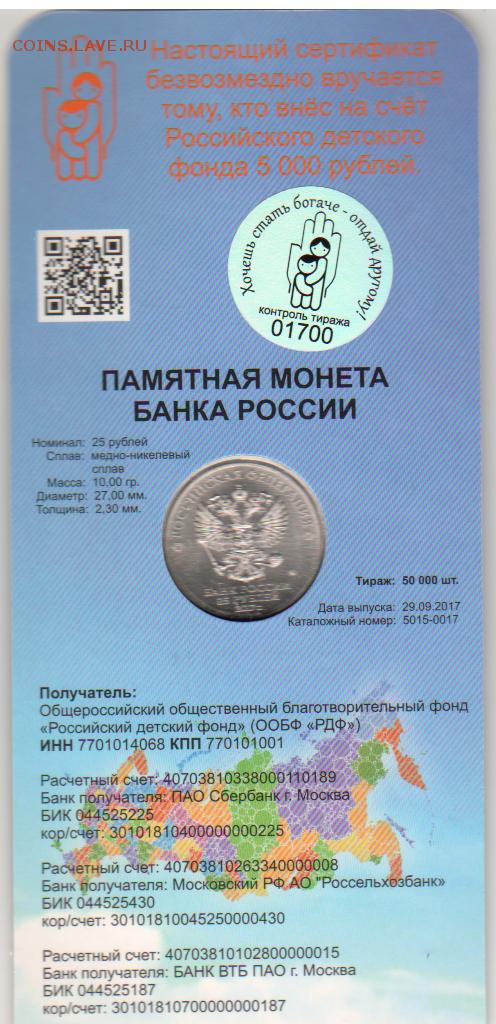 COINS.LAVE.RU
Настоящий сертификат
безвозмездно вручается
тому, кто внёс на счёт
Российского детского
фонда 5 000 рублей.
Хочешь стать богаче - отдай другому!
контроль тиража
01700
ПАМЯТНАЯ МОНЕТА
БАНКА РОССИИ
Номинал: 25 рублей
Сплав: медно-никелевый
сплав
Масса: 10,00 гр.
Диаметр: 27,00 мм.
Толщина: 2,30 мм.
РОССИЙСКАЯ ФЕДЕРАЦИЯ
БАНК РОССИИ
25 РУБЛЕЙ
Тираж: 50 000 шт.
Дата выпуска: 29.09.2017
Каталожный номер: 5015-0017
Получатель:
Общероссийский общественный благотворительный фонд
«Российский детский фонд» (ООБФ «РДФ»)
ИНН 7701014068 КПП 770101001
Расчетный счет: 40703810338000110189
Банк получателя: ПАО Сбербанк г. Москва
БИК 044525225
кор/счет: 30101810400000000225
Расчетный счет: 40703810263340000008
Банк получателя: Московский РФ АО "Россельхозбанк»
БИК 044525430
кор/счет: 30101810045250000430
Расчетный счет: 40703810102800000015
Банк получателя: БАНК ВТБ ПАО г. Москва
БИК 044525187
кор/счет: 30101810700000000187